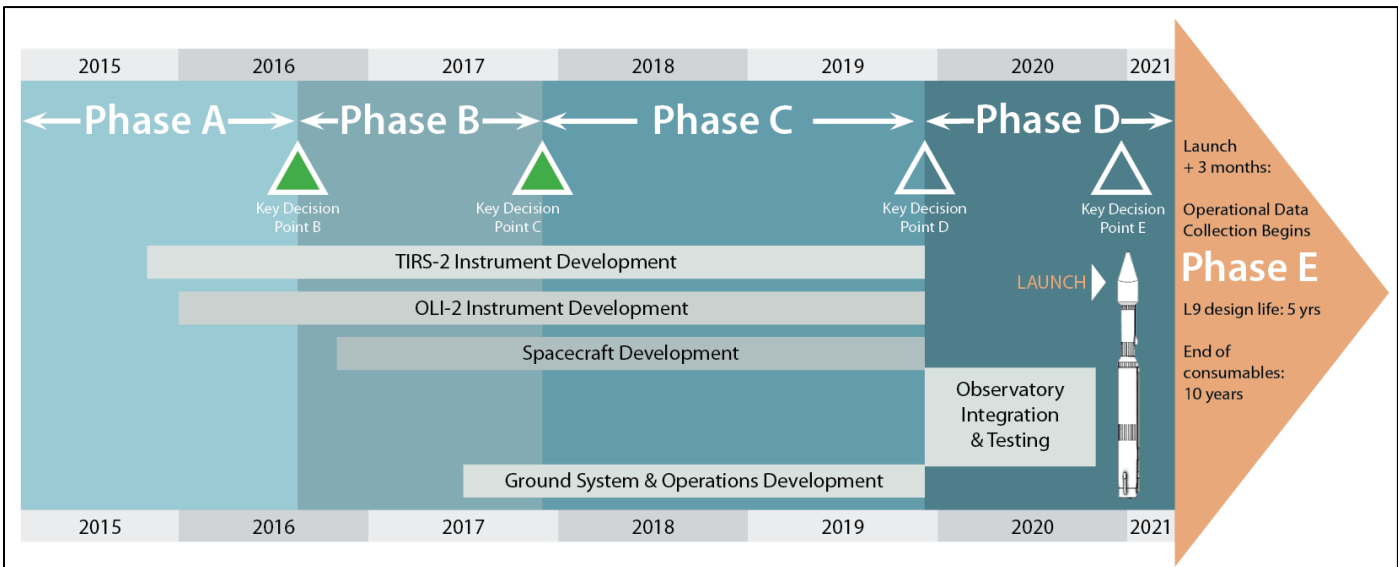 2015 2016 2017 2018 2019 2020 2021
Phase A Phase B Phase C Phase D
Key Decision
Point B
Key Decision
Point C
Key Decision
Point D
Key Decision
Point E
TIRS-2 Instrument Development
OLI-2 Instrument Development
Spacecraft Development
Observatory
Integration
& Testing
Ground System & Operations Development
LAUNCH
Launch
+ 3 months:
Operational Data
Collection Begins
Phase E
L9 design life: 5 yrs
End of
consumables:
10 years
2015 2016 2017 2018 2019 2020 2021